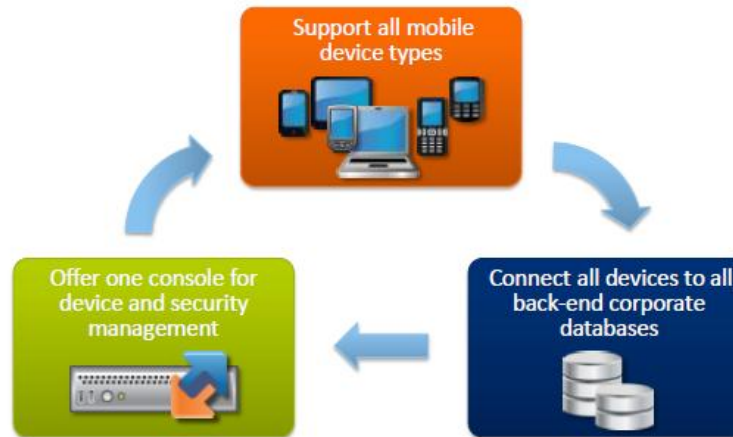 Support all mobile
device types
Offer one console for
device and security
management
Connect all devices to all
back-end corporate
databases